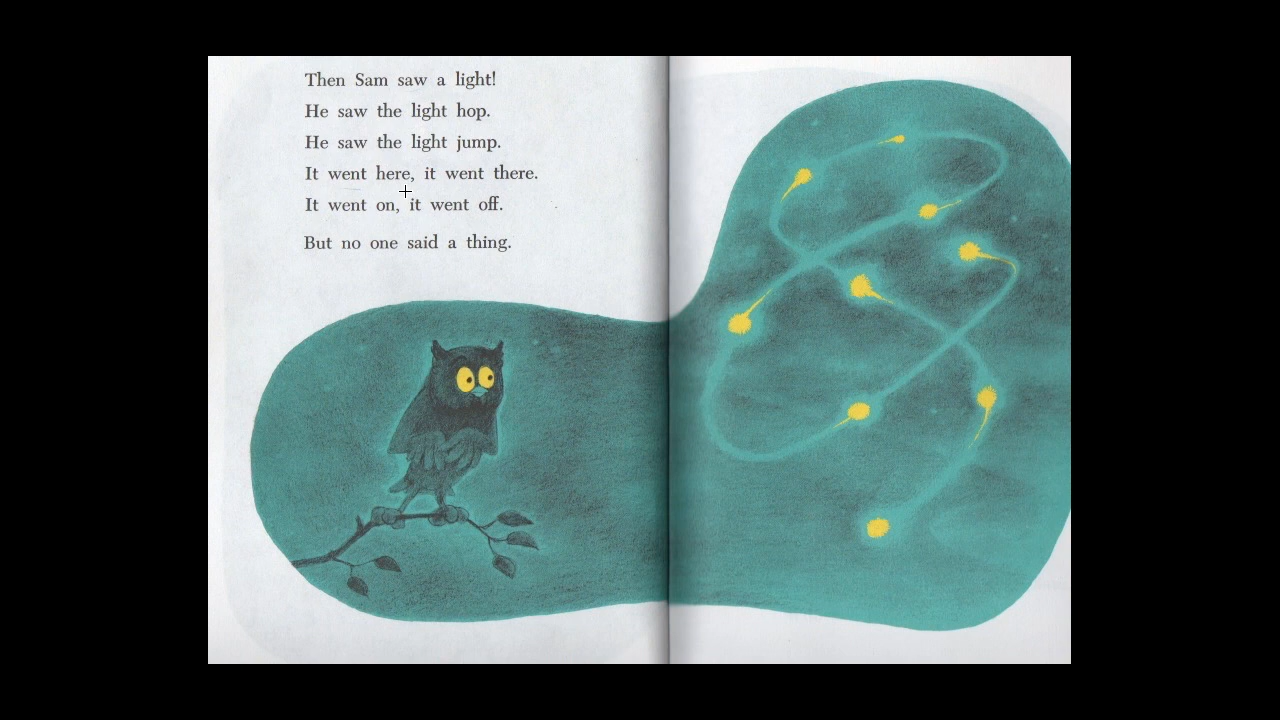 Then Sam saw a light!
He saw the light hop.
He saw the light jump.
It went here, it went there.
It went on, it went off.
But no one said a thing.